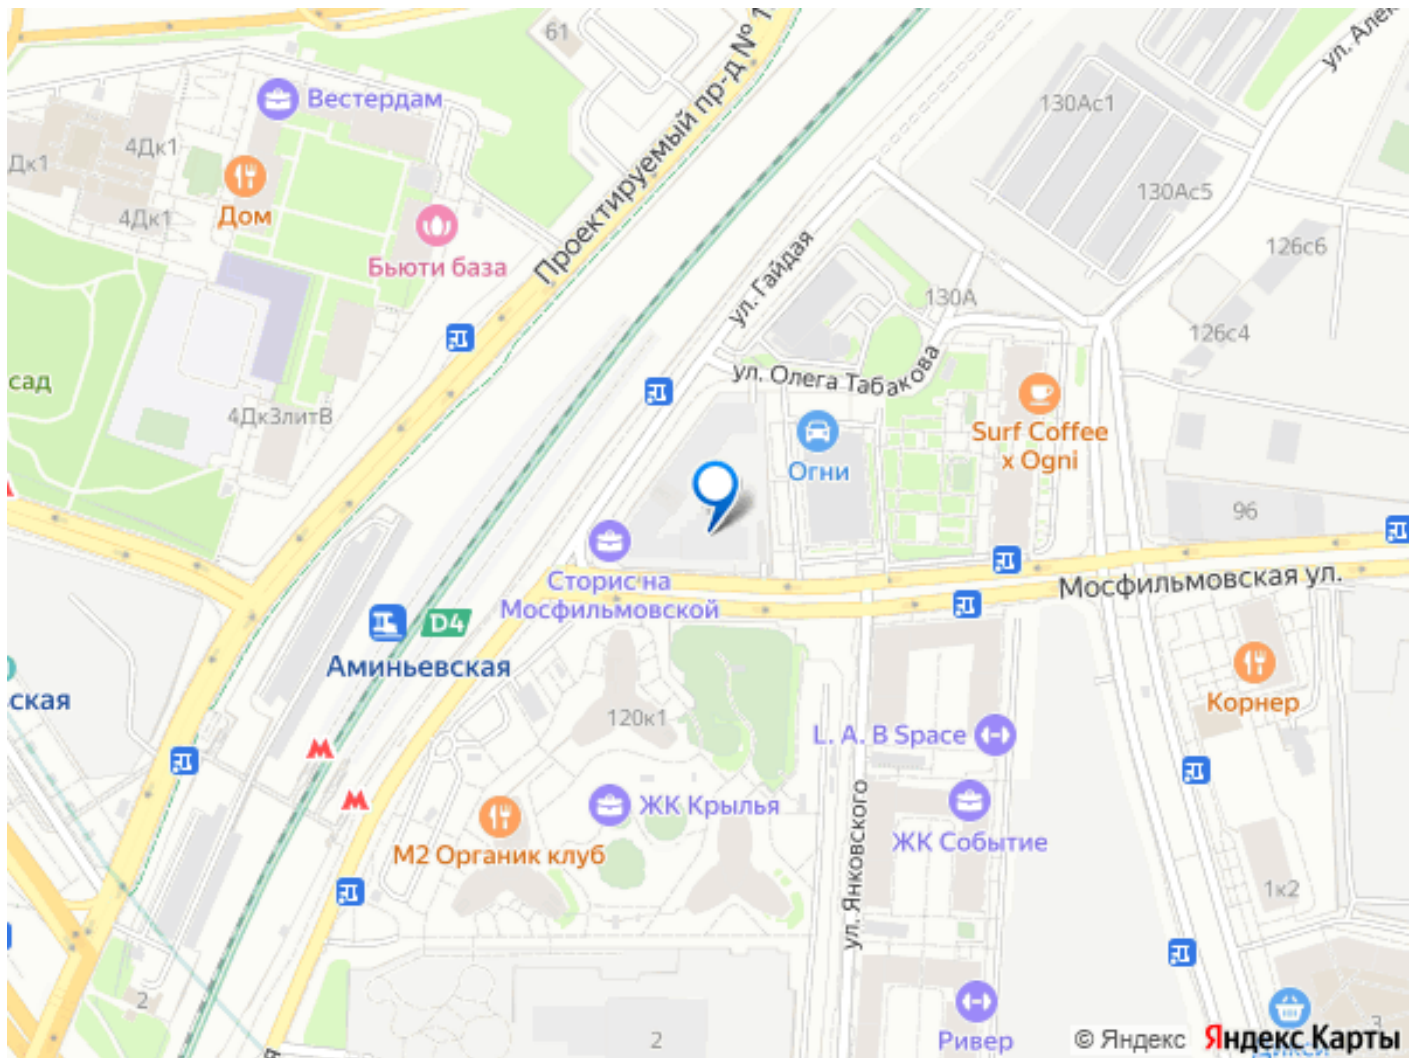 61
Проектируемый пр-д № 1
ул. Але
Вестердам
130Ас1
4Дк1
Дк1
Дом
4Дк1
130Ас5
Бьюти база
126с6
ул. Гайдая
130А
126с4
сад
ул. Олега Табакова
4Дк3литВ
Surf Coffee
x Ogni
Огни
96
Сторис на
Мосфильмовской
Мосфильмовская ул.
D4
Аминьевская
ская
120к1
Корнер
L. A. B Space
ЖК Крылья
ул. Янковского
ЖК Событие
М2 Органик клуб
1к2
2
3
2
Ривер
© Яндекс
Яндекс Карты